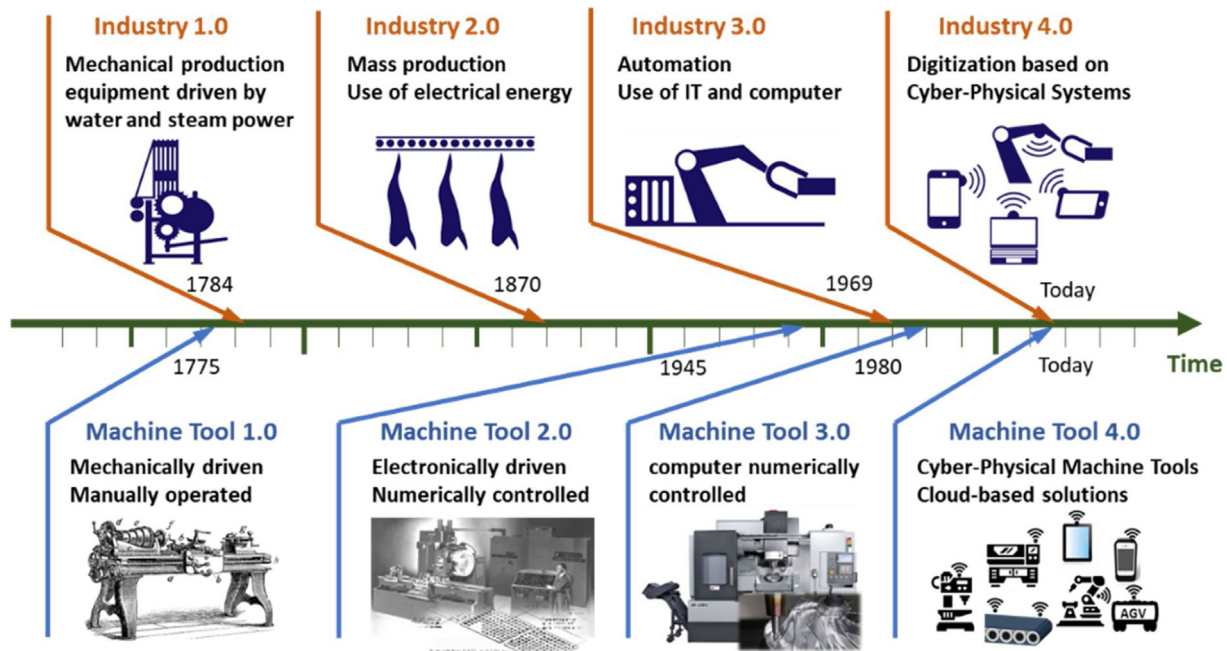 Industry 1.0
Mechanical production
equipment driven by
water and steam power
Industry 2.0
Mass production
Use of electrical energy
Industry 3.0
Automation
Use of IT and computer
Industry 4.0
Digitization based on
Cyber-Physical Systems
1784
1870
1969
Today
1775
1945
1980
Today
Time
Machine Tool 1.0
Mechanically driven
Manually operated
Machine Tool 2.0
Electronically driven
Numerically controlled
Machine Tool 3.0
computer numerically
controlled
Machine Tool 4.0
Cyber-Physical Machine Tools
Cloud-based solutions
AGV